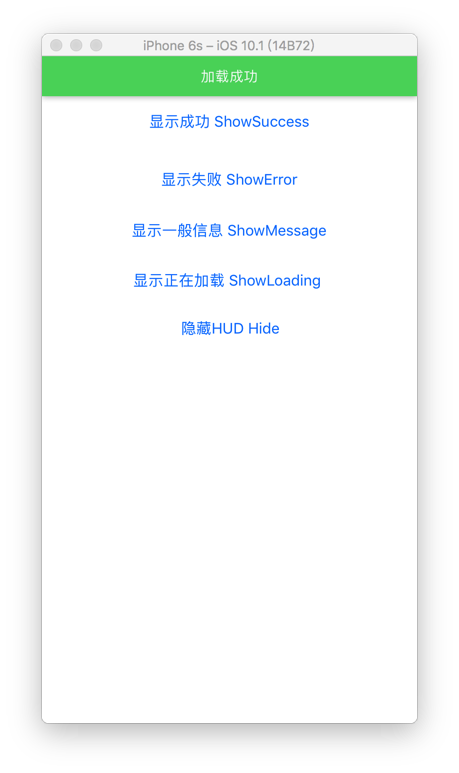 iPhone 6s – iOS 10.1 (14B72)
加载成功
显示成功 ShowSuccess
显示失败 ShowError
显示一般信息 ShowMessage
显示正在加载 ShowLoading
隐藏HUD Hide